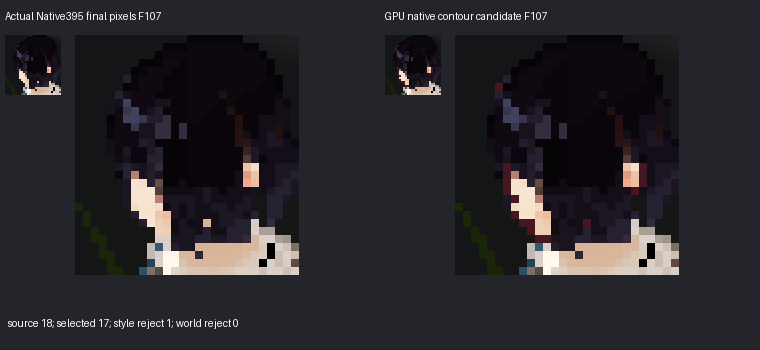 Actual Native395 final pixels F107
GPU native contour candidate F107
source 18; selected 17; style reject 1; world reject 0